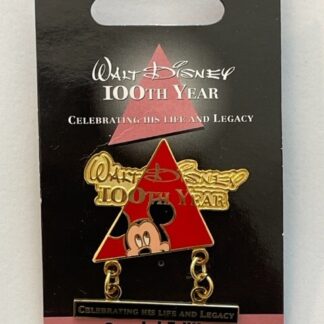 WALT DISNEY
100TH YEAR
CELEBRATING HIS LIFE AND LEGACY
WALT DISNEY
100TH YEAR
CELEBRATING HIS LIFE AND LEGACY